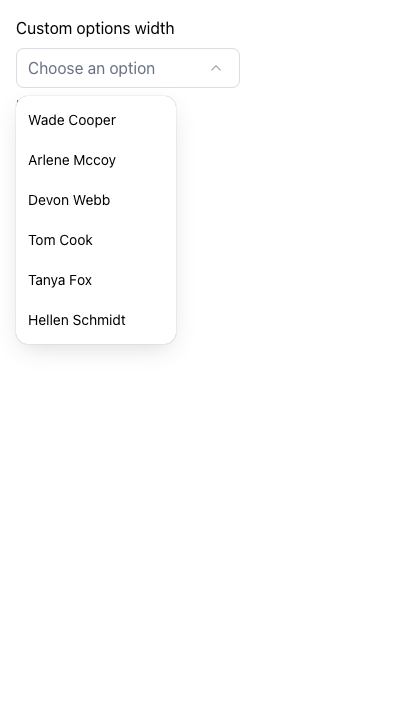 Custom options width
Choose an option
Wade Cooper
Arlene Mccoy
Devon Webb
Tom Cook
Tanya Fox
Hellen Schmidt